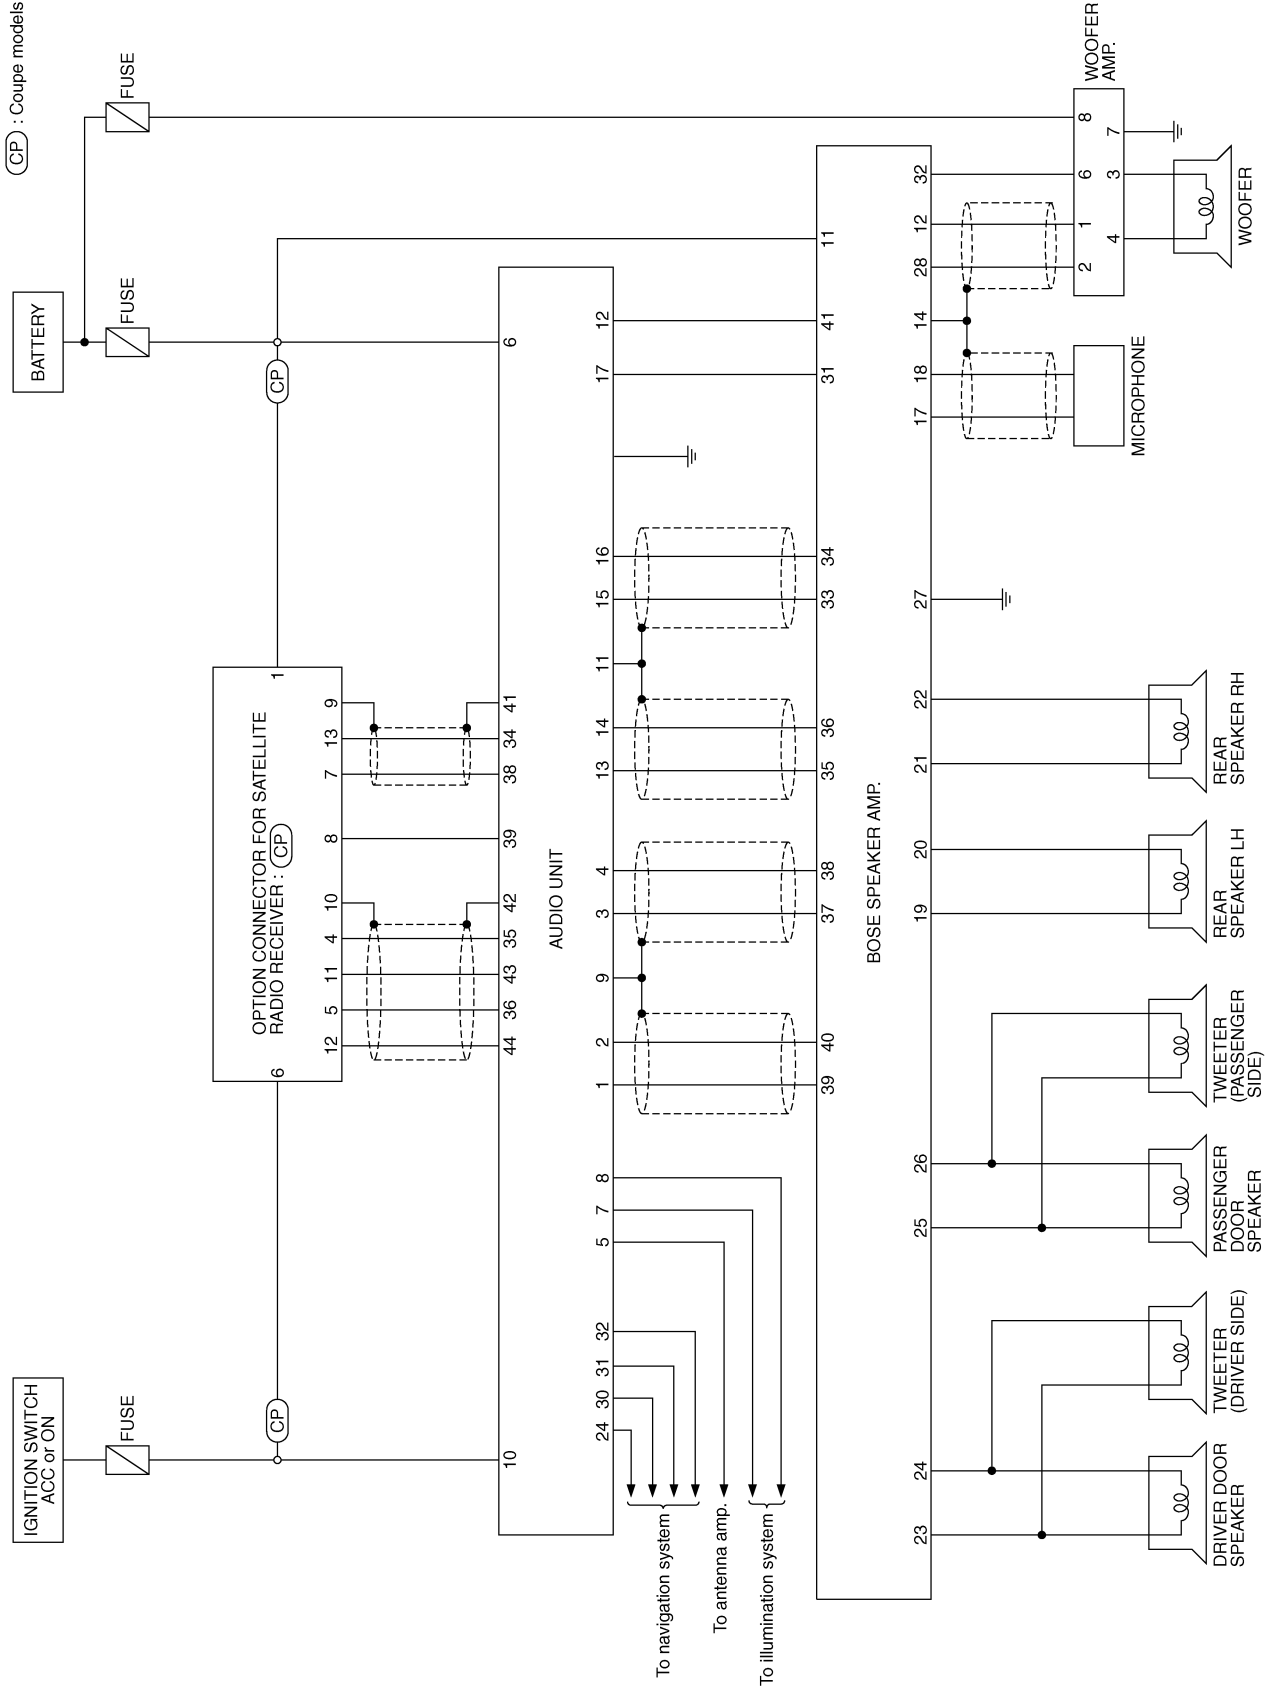 IGNITION SWITCH
ACC or ON
BATTERY
CP : Coupe models
FUSE
FUSE
FUSE
CP
6
OPTION CONNECTOR FOR SATELLITE
RADIO RECEIVER : CP
1
CP
12 5 11 4 10 8 7 13 9
10 44 36 43 35 42 39 38 34 41 6
AUDIO UNIT
24 30 31 32 5 7 8 1 2 9 3 4 13 14 11 15 16 17 12
To navigation system
To antenna amp.
To illumination system
39 40 37 38 35 36 33 34 31 41 11
BOSE SPEAKER AMP.
23 24 25 26 19 20 21 22 27 17 18 14 28 12 32
2 1 6 8
4 3 7
WOOFER
AMP.
MICROPHONE
WOOFER
DRIVER DOOR
SPEAKER
TWEETER
(DRIVER SIDE)
PASSENGER
DOOR
SPEAKER
TWEETER
(PASSENGER
SIDE)
REAR
SPEAKER LH
REAR
SPEAKER RH